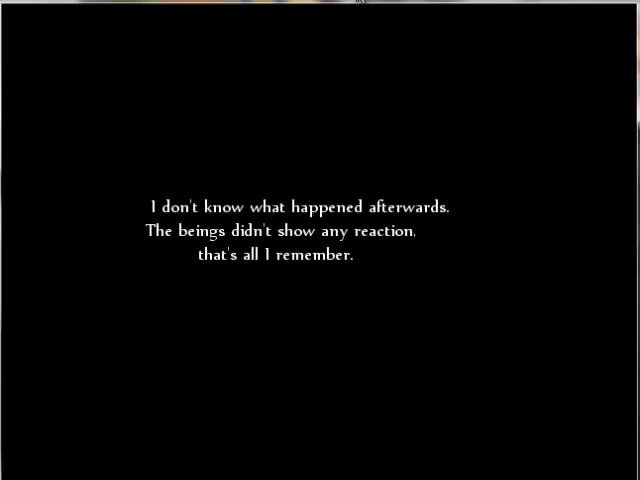 I don't know what happened afterwards.
The beings didn't show any reaction,
that's all I remember.